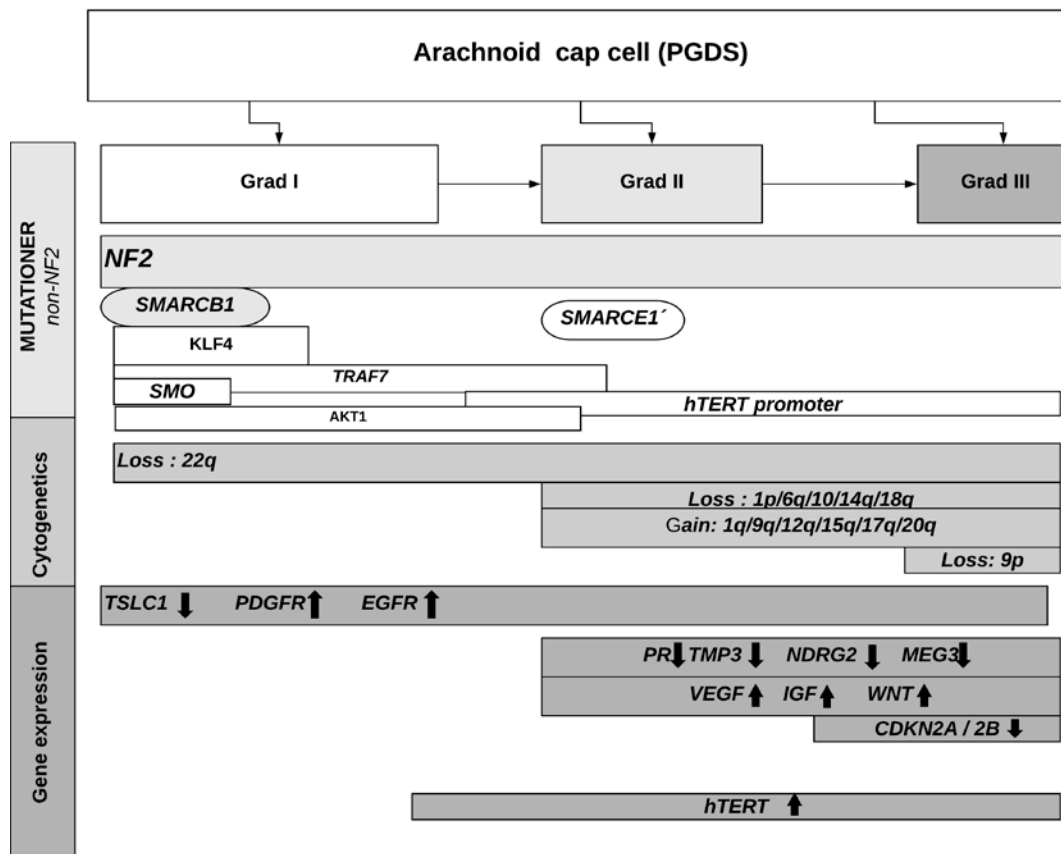 Arachnoid cap cell (PGDS)
Grad I
Grad II
Grad III
MUTATIONER
non-NF2
NF2
SMARCB1
SMARCE1´
KLF4
TRAF7
SMO
hTERT promoter
AKT1
Cytogenetics
Loss : 22q
Loss : 1p/6q/10/14q/18q
Gain: 1q/9q/12q/15q/17q/20q
Loss: 9p
Gene expression
TSLC1 PDGFR EGFR
PR TMP3 NDRG2 MEG3
VEGF IGF WNT
CDKN2A / 2B
hTERT